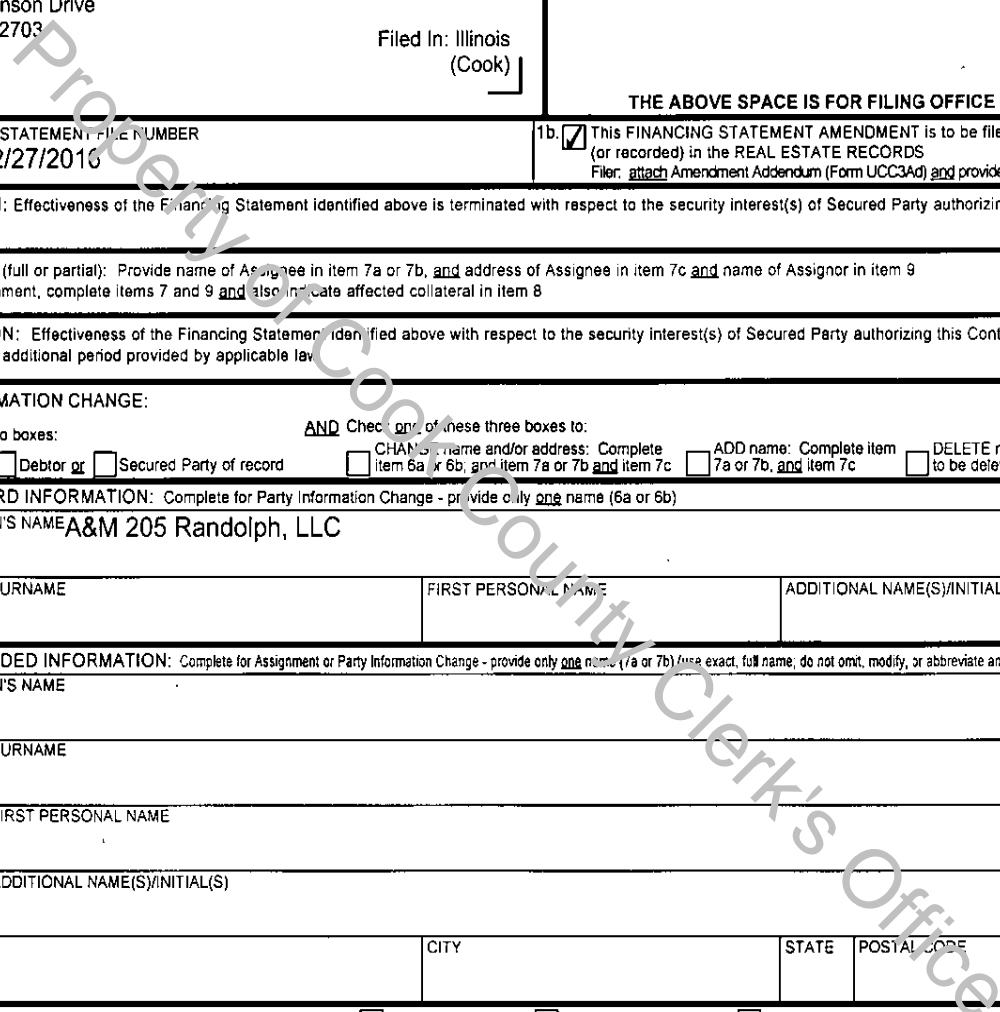 nson Drive
2703
Filed In: Illinois
(Cook)
THE ABOVE SPACE IS FOR FILING OFFICE
STATEMENT FILE NUMBER
2/27/2016
1b. This FINANCING STATEMENT AMENDMENT is to be file
(or recorded) in the REAL ESTATE RECORDS
Filer: attach Amendment Addendum (Form UCC3Ad) and provide
: Effectiveness of the Financing Statement identified above is terminated with respect to the security interest(s) of Secured Party authorizin
(full or partial): Provide name of Assignee in item 7a or 7b, and address of Assignee in item 7c and name of Assignor in item 9
ment, complete items 7 and 9 and also indicate affected collateral in item 8
N: Effectiveness of the Financing Statement identified above with respect to the security interest(s) of Secured Party authorizing this Cont
additional period provided by applicable law
MATION CHANGE:
o boxes:
AND Check one of these three boxes to:
Debtor or Secured Party of record
CHANGE name and/or address: Complete
item 6a or 6b; and item 7a or 7b and item 7c
ADD name: Complete item
7a or 7b, and item 7c
DELETE n
to be dele
RD INFORMATION: Complete for Party Information Change - provide only one name (6a or 6b)
'S NAME A&M 205 Randolph, LLC
URNAME
FIRST PERSONAL NAME
ADDITIONAL NAME(S)/INITIAL
DED INFORMATION: Complete for Assignment or Party Information Change - provide only one name (7a or 7b) (use exact, full name; do not omit, modify, or abbreviate an
'S NAME
URNAME
IRST PERSONAL NAME
DDITIONAL NAME(S)/INITIAL(S)
CITY
STATE
POSTAL CODE
Property of Cook County Clerk's Office